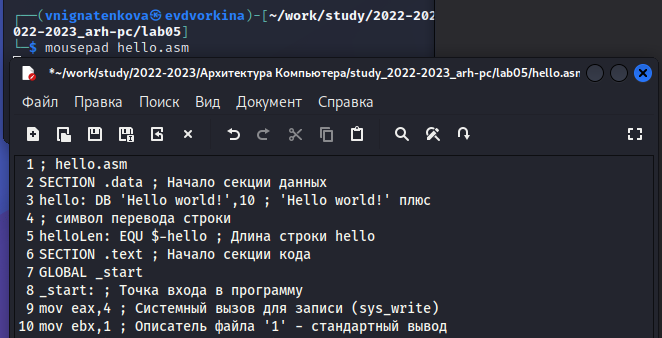 (vnignatenkova㉿evdvorkina)-[~/work/study/2022-202
022-2023_arh-pc/lab05]
$ mousepad hello.asm
*~/work/study/2022-2023/Архитектура Компьютера/study_2022-2023_arh-pc/lab05/hello.asm
Файл Правка Поиск Вид Документ Справка
1 ; hello.asm
2 SECTION .data ; Начало секции данных
3 hello: DB 'Hello world!',10 ; 'Hello world!' плюс
4 ; символ перевода строки
5 helloLen: EQU $-hello ; Длина строки hello
6 SECTION .text ; Начало секции кода
7 GLOBAL _start
8 _start: ; Точка входа в программу
9 mov eax,4 ; Системный вызов для записи (sys_write)
10 mov ebx,1 ; Описатель файла '1' - стандартный вывод